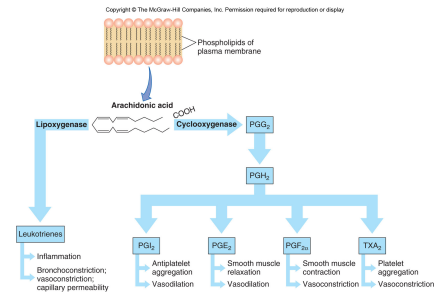 Copyright © The McGraw-Hill Companies, Inc. Permission required for reproduction or display
Phospholipids of
plasma membrane
Arachidonic acid
COOH
Lipoxygenase
Cyclooxygenase
PGG₂
PGH₂
Leukotrienes
Inflammation
Bronchoconstriction;
vasoconstriction;
capillary permeability
PGI₂
Antiplatelet
aggregation
Vasodilation
PGE₂
Smooth muscle
relaxation
Vasodilation
PGF₂α
Smooth muscle
contraction
Vasoconstriction
TXA₂
Platelet
aggregation
Vasoconstriction